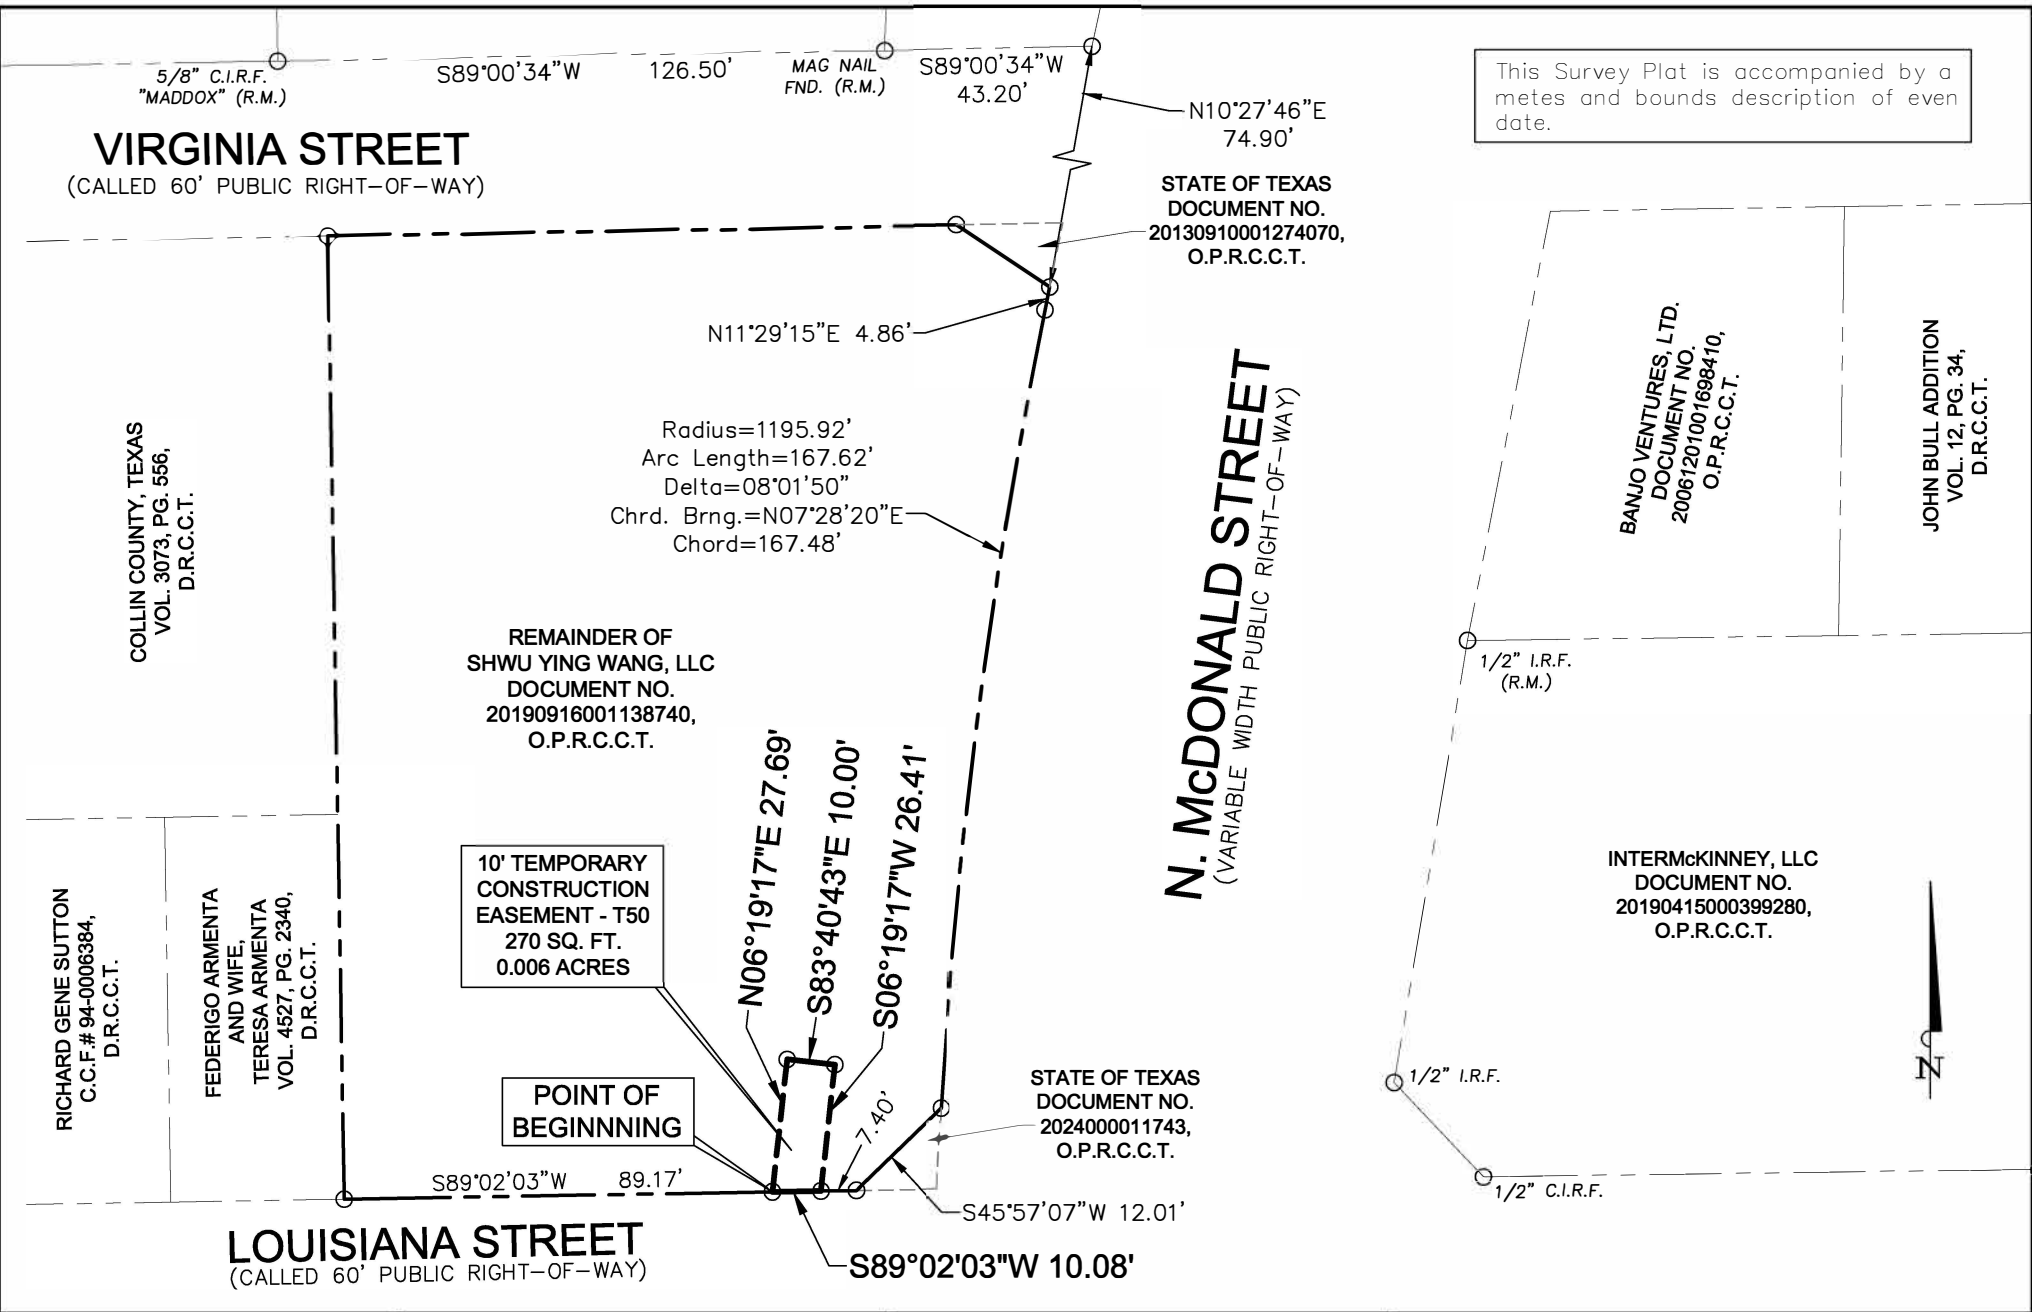 5/8" C.I.R.F.
"MADDOX" (R.M.)
S89°00'34"W 126.50'
MAG NAIL
FND. (R.M.)
S89°00'34"W
43.20'
N10°27'46"E
74.90'
This Survey Plat is accompanied by a
metes and bounds description of even
date.
VIRGINIA STREET
(CALLED 60' PUBLIC RIGHT-OF-WAY)
STATE OF TEXAS
DOCUMENT NO.
20130910001274070,
O.P.R.C.C.T.
N11°29'15"E 4.86'
Radius=1195.92'
Arc Length=167.62'
Delta=08°01'50"
Chrd. Brng.=N07°28'20"E
Chord=167.48'
COLLIN COUNTY, TEXAS
VOL. 3073, PG. 556,
D.R.C.C.T.
N. McDONALD STREET
(VARIABLE WIDTH PUBLIC RIGHT-OF-WAY)
BANJO VENTURES, LTD.
DOCUMENT NO.
20061201001698410,
O.P.R.C.C.T.
JOHN BULL ADDITION
VOL. 12, PG. 34,
D.R.C.C.T.
REMAINDER OF
SHWU YING WANG, LLC
DOCUMENT NO.
20190916001138740,
O.P.R.C.C.T.
1/2" I.R.F.
(R.M.)
N06°19'17"E 27.69'
S83°40'43"E 10.00'
S06°19'17"W 26.41'
10' TEMPORARY
CONSTRUCTION
EASEMENT - T50
270 SQ. FT.
0.006 ACRES
INTERMcKINNEY, LLC
DOCUMENT NO.
20190415000399280,
O.P.R.C.C.T.
RICHARD GENE SUTTON
C.C.F.# 94-0006384,
D.R.C.C.T.
FEDERIGO ARMENTA
AND WIFE,
TERESA ARMENTA
VOL. 4527, PG. 2340,
D.R.C.C.T.
POINT OF
BEGINNNING
7.40'
STATE OF TEXAS
DOCUMENT NO.
2024000011743,
O.P.R.C.C.T.
1/2" I.R.F.
N
S89°02'03"W 89.17'
1/2" C.I.R.F.
S45°57'07"W 12.01'
LOUISIANA STREET
(CALLED 60' PUBLIC RIGHT-OF-WAY)
S89°02'03"W 10.08'